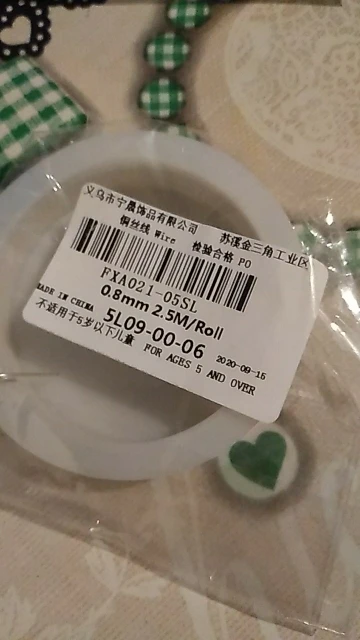 义乌市宁晟饰品有限公司 苏溪金三角工业区
铜丝线 Wire 检验合格 PO
FXA021-05SL
0.8mm 2.5M/Roll
MADE IN CHINA 5L09-00-06 2020-09-15
不适用于5岁以下儿童 FOR AGES 5 AND OVER